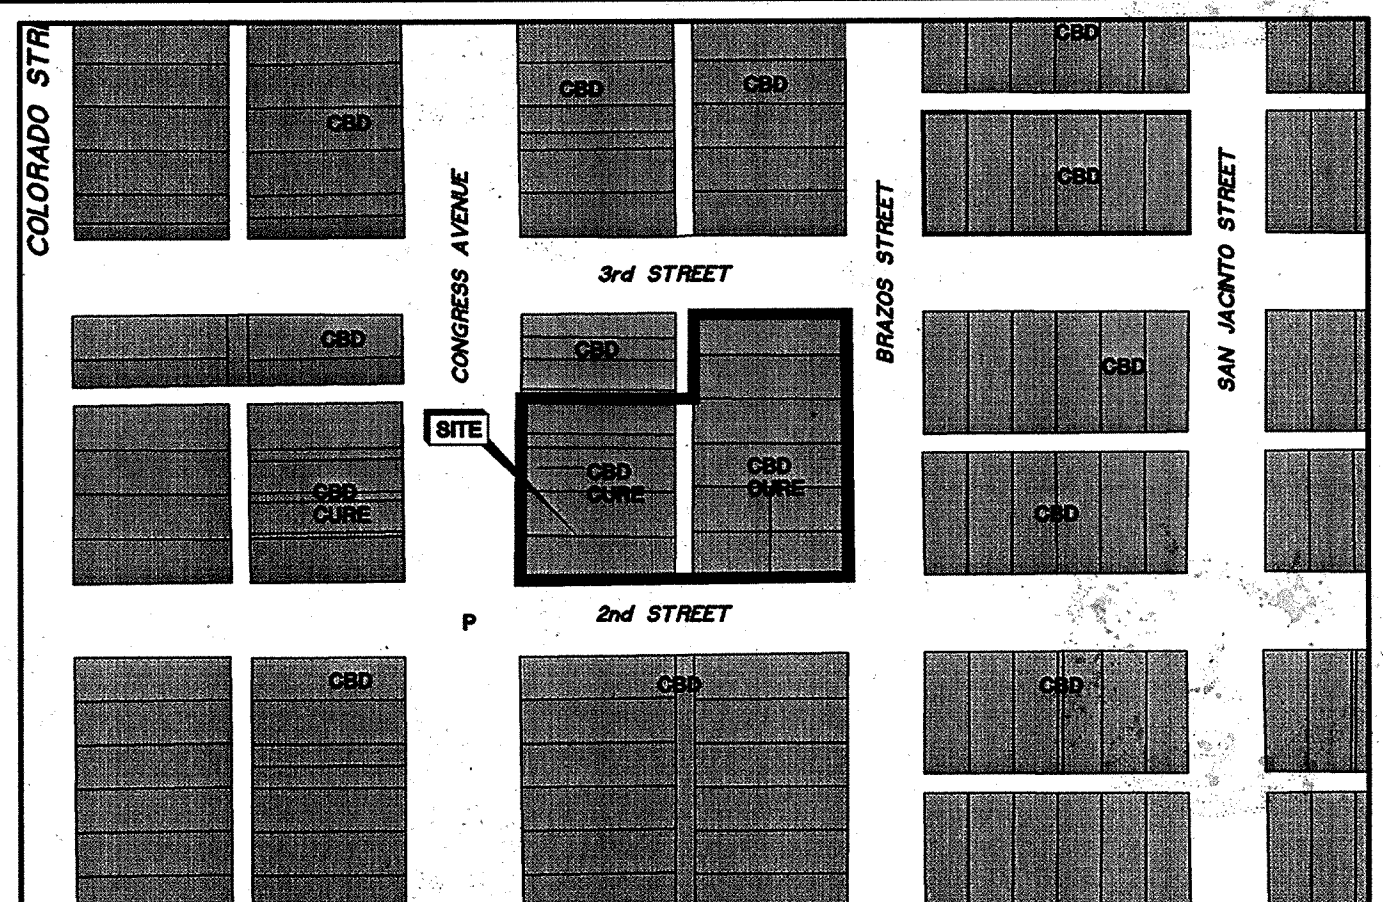 COLORADO STR
CBD
CBD
CBD
CBD
CBD
CONGRESS AVENUE
BRAZOS STREET
SAN JACINTO STREET
3rd STREET
CBD
CBD
CBD
SITE
CBD
CURE
CBD
CURE
CBD
CURE
CBD
2nd STREET
P
CBD
CBD
CBD